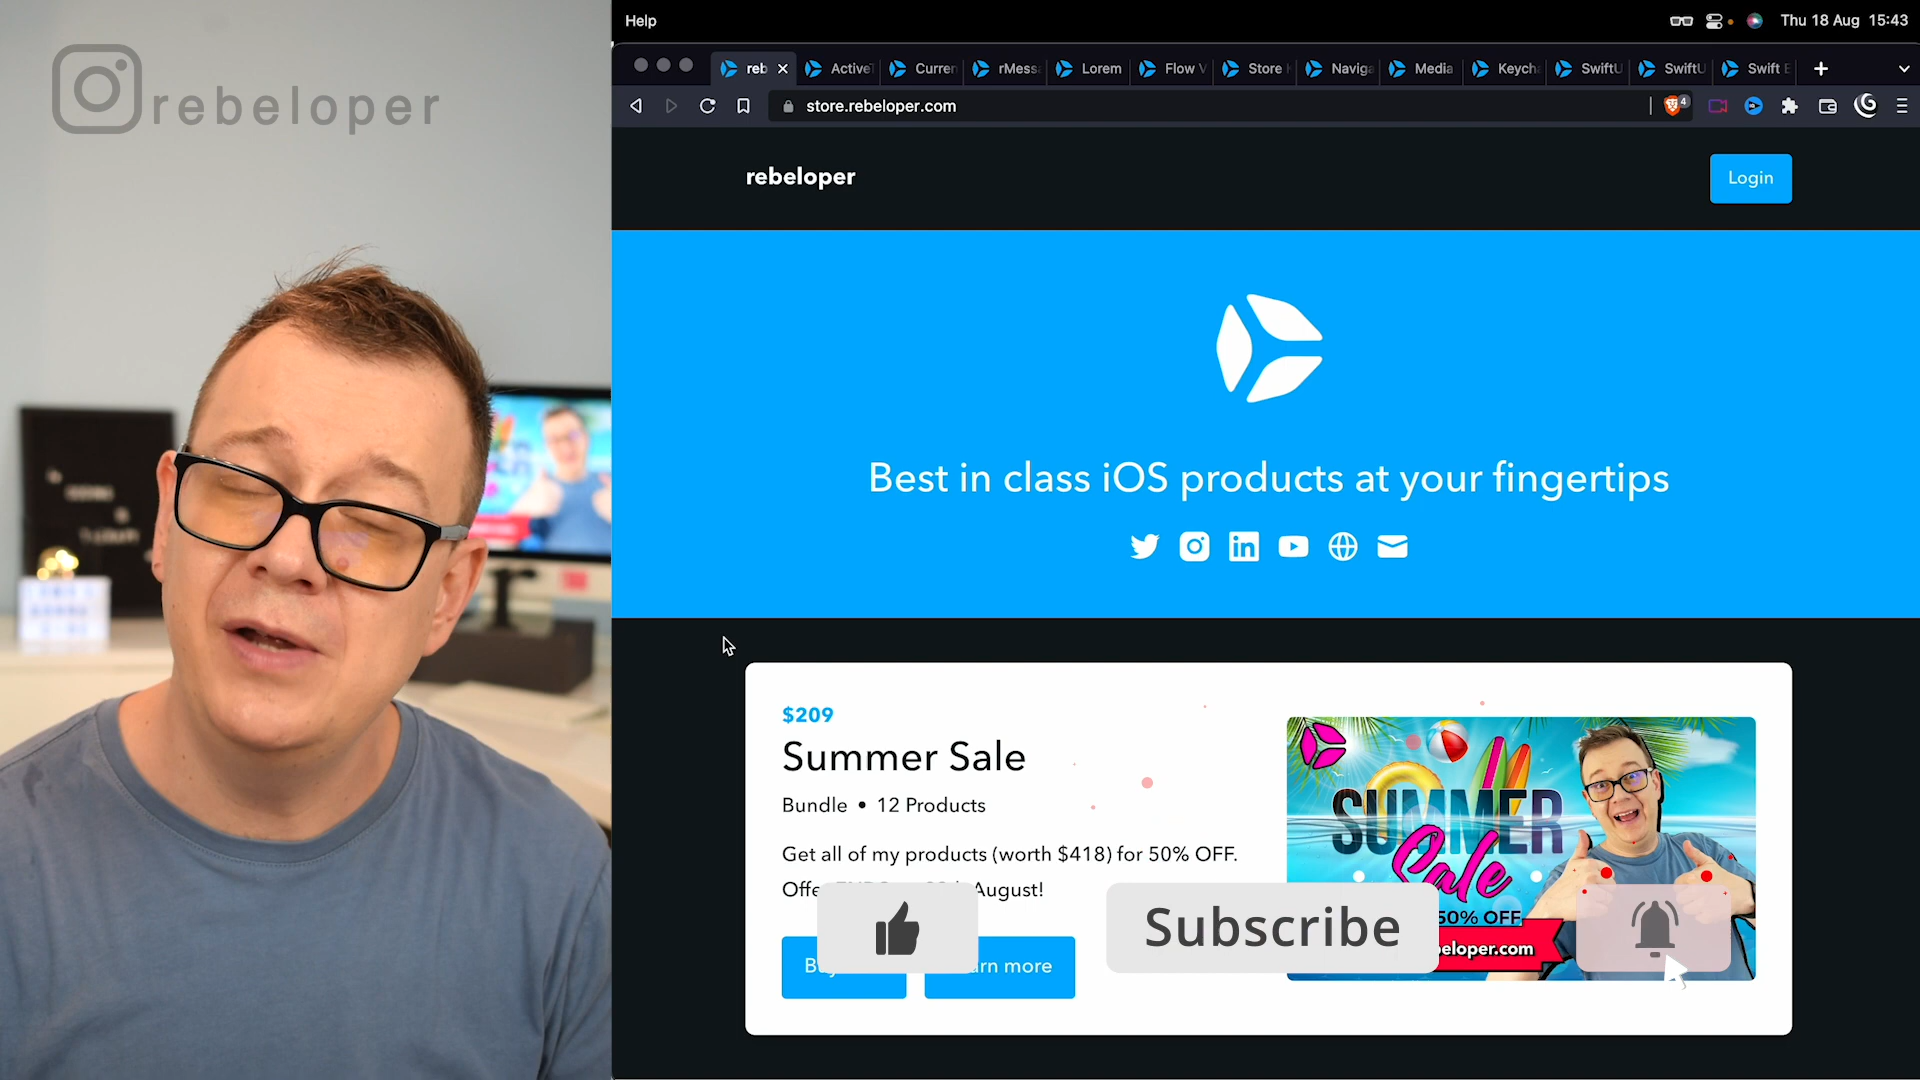 rebeloper
Help
Thu 18 Aug 15:43
reb
Active
Curren
rMess
Lorem
Flow V
Store
Naviga
Media
Keych
SwiftU
SwiftU
Swift
store.rebeloper.com
4
rebeloper
Login
Best in class iOS products at your fingertips
in
$209
Summer Sale
Bundle • 12 Products
Get all of my products (worth $418) for 50% OFF.
August!
Subscribe
SUMMER
Sale
50% OFF
eloper.com